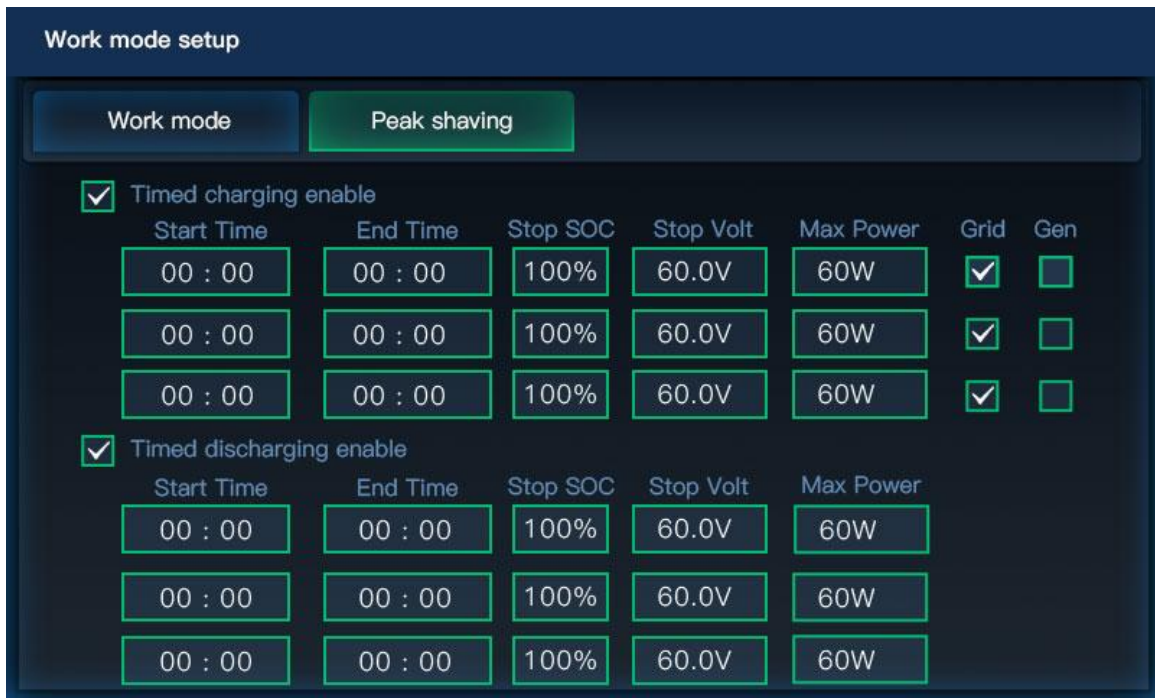 Work mode setup
Work mode Peak shaving
Timed charging enable
Start Time End Time Stop SOC Stop Volt Max Power Grid Gen
00 : 00 00 : 00 100% 60.0V 60W
00 : 00 00 : 00 100% 60.0V 60W
00 : 00 00 : 00 100% 60.0V 60W
Timed discharging enable
Start Time End Time Stop SOC Stop Volt Max Power
00 : 00 00 : 00 100% 60.0V 60W
00 : 00 00 : 00 100% 60.0V 60W
00 : 00 00 : 00 100% 60.0V 60W